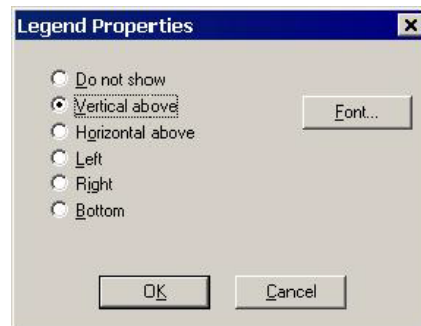 Legend Properties
Do not show
Vertical above
Font...
Horizontal above
Left
Right
Bottom
OK
Cancel